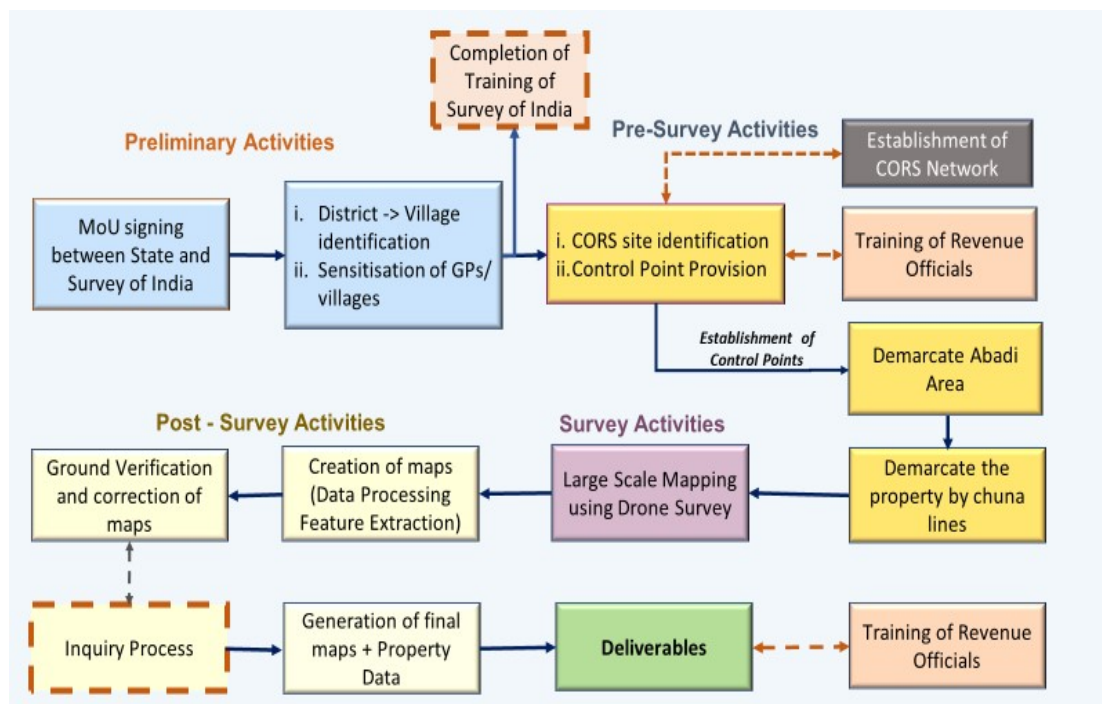 Completion of
Training of
Survey of India
Preliminary Activities
Pre-Survey Activities
Establishment of
CORS Network
MoU signing
between State and
Survey of India
i. District -> Village
identification
ii. Sensitisation of GPs/
villages
i. CORS site identification
ii.Control Point Provision
Training of Revenue
Officials
Establishment of
Control Points
Demarcate Abadi
Area
Post - Survey Activities
Survey Activities
Ground Verification
and correction of
maps
Creation of maps
(Data Processing
Feature Extraction)
Large Scale Mapping
using Drone Survey
Demarcate the
property by chuna
lines
Inquiry Process
Generation of final
maps + Property
Data
Deliverables
Training of Revenue
Officials